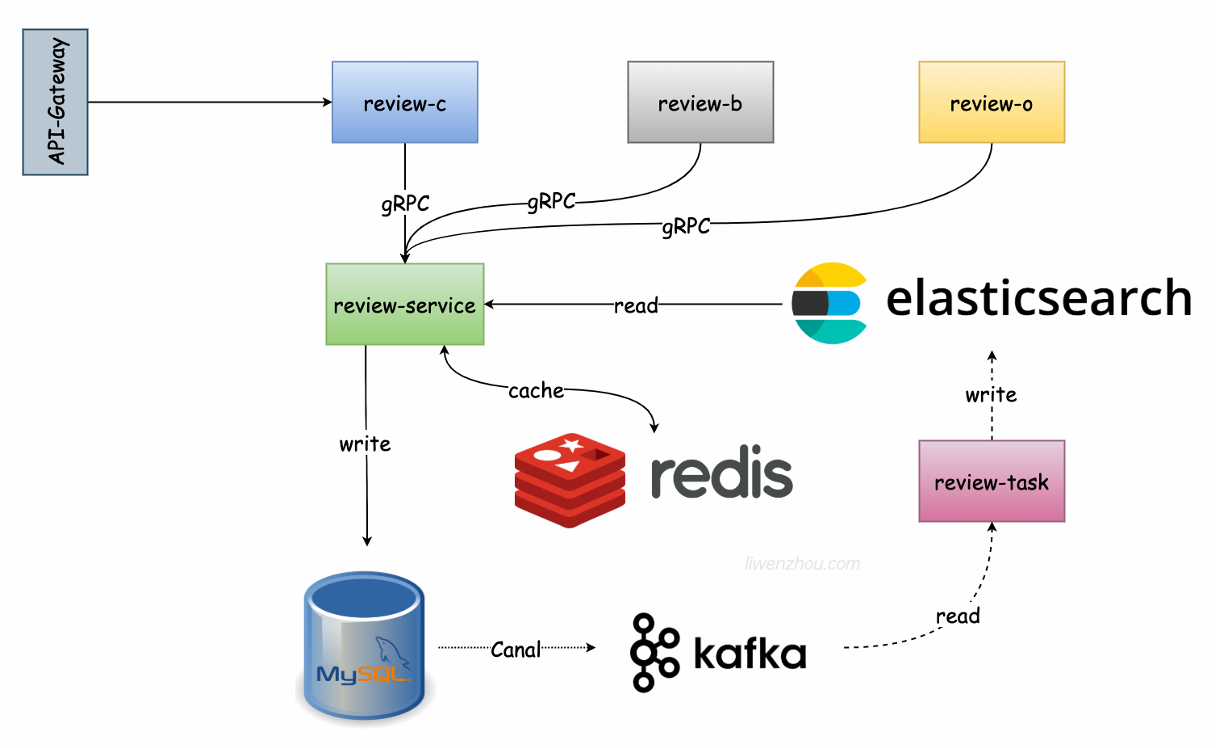 API-Gateway
review-c
review-b
review-o
gRPC
gRPC
gRPC
review-service
read
elasticsearch
cache
write
write
redis
review-task
liwenzhou.com
read
MySQL
Canal
kafka